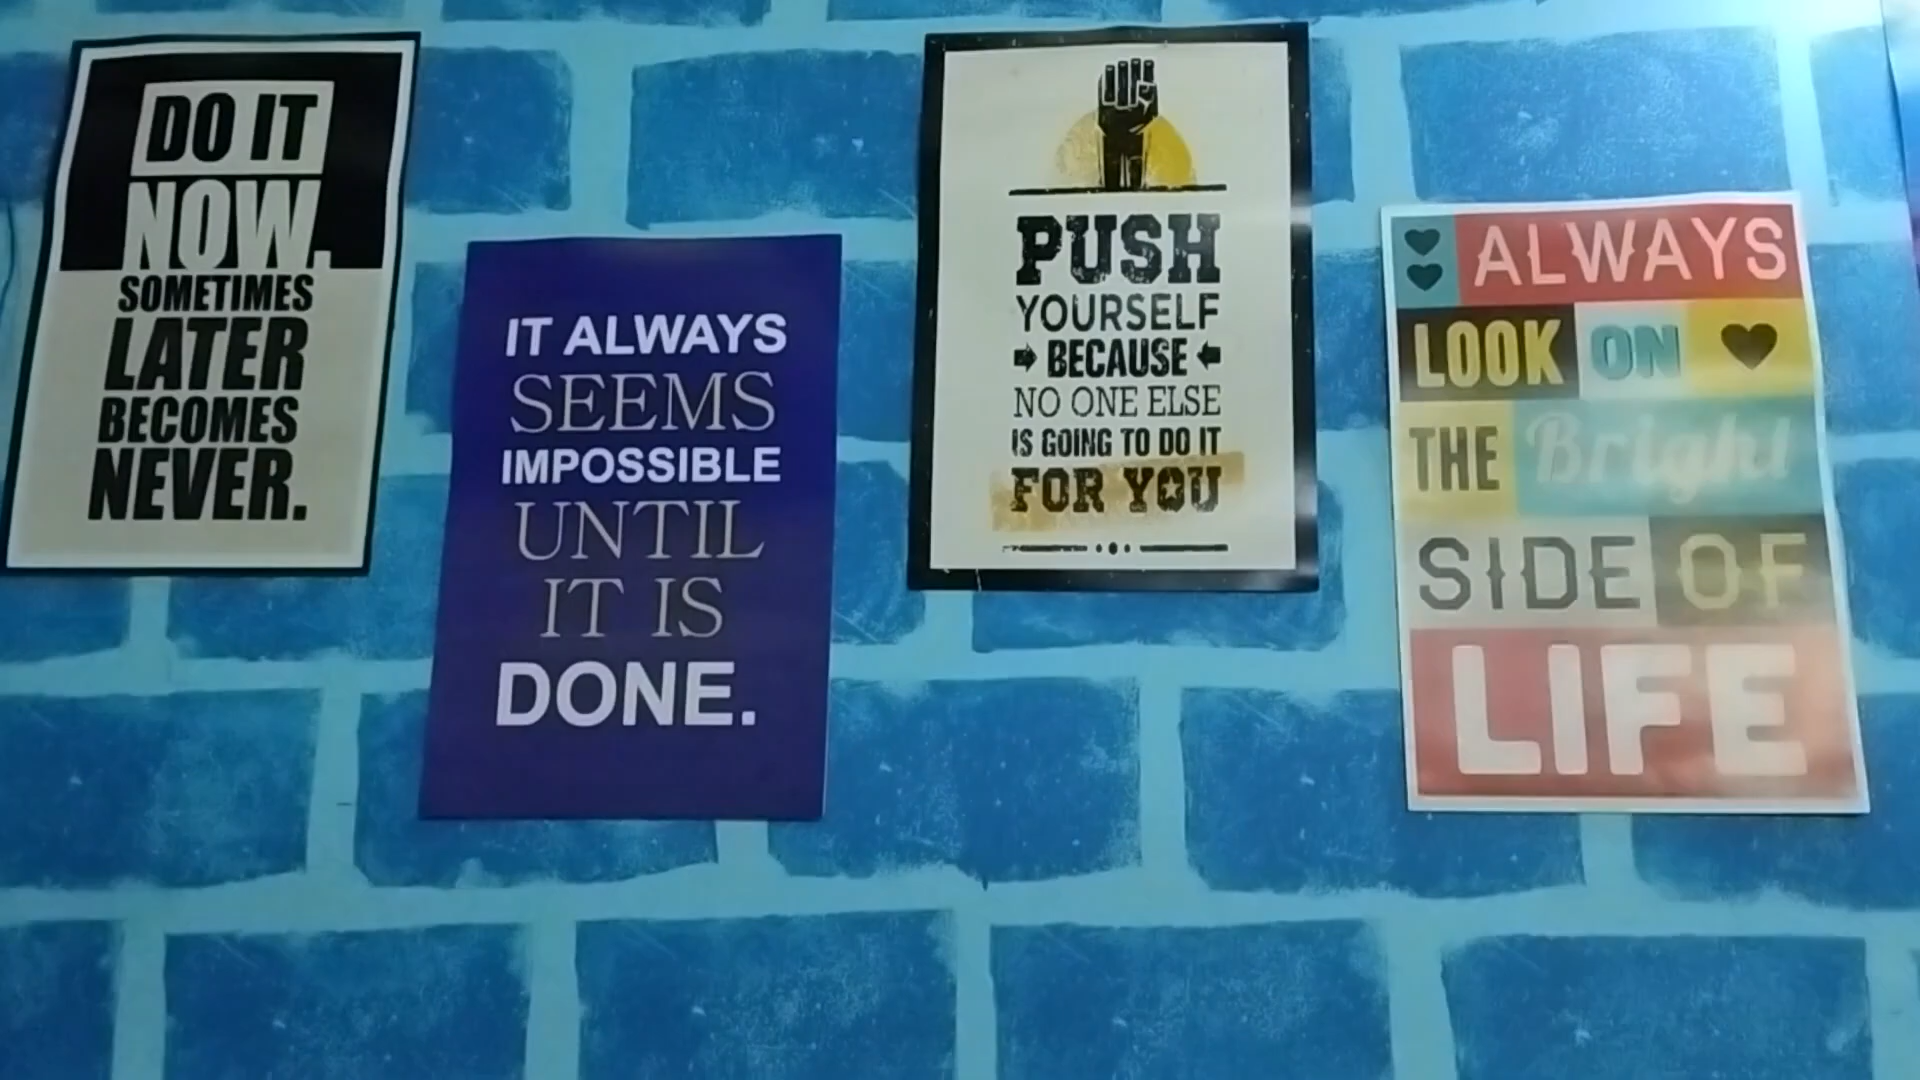 DO IT
NOW.
SOMETIMES
LATER
BECOMES
NEVER.
IT ALWAYS
SEEMS
IMPOSSIBLE
UNTIL
IT IS
DONE.
PUSH
YOURSELF
BECAUSE
NO ONE ELSE
IS GOING TO DO IT
FOR YOU
ALWAYS
LOOK ON
THE Bright
SIDE OF
LIFE